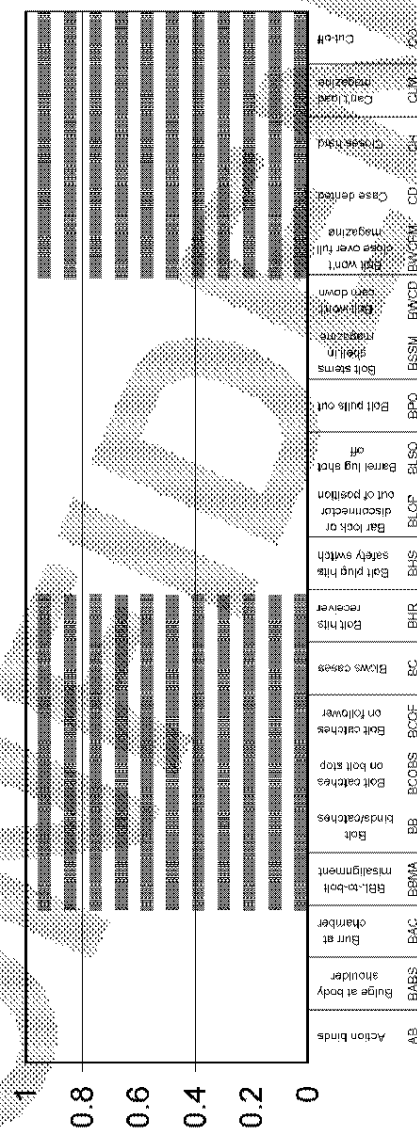 1
0.8
0.6
0.4
0.2
0
Action binds
Bulge at body
shoulder
Burr at
chamber
BBL-to-bolt
misalignment
Bolt
binds/catches
Bolt catches
on bolt stop
Bolt catches
on follower
Blows cases
Bolt hits
receiver
Bolt plug hits
safety switch
Bar lock or
disconnector
out of position
Barrel lug shot
off
Bolt pulls out
Bolt stems
shell in
magazine
Bolt won't
cam down
Bolt won't
close over full
magazine
Case dented
Closes hard
Can't load
magazine
Cut-off
AB
BABS
BAC
BBMA
BB
BCOBS
BCOF
BC
BHR
BHS
BLOP
BLSO
BPO
BSSM
BWCD
BWCFM
CD
CH
CLM
CO